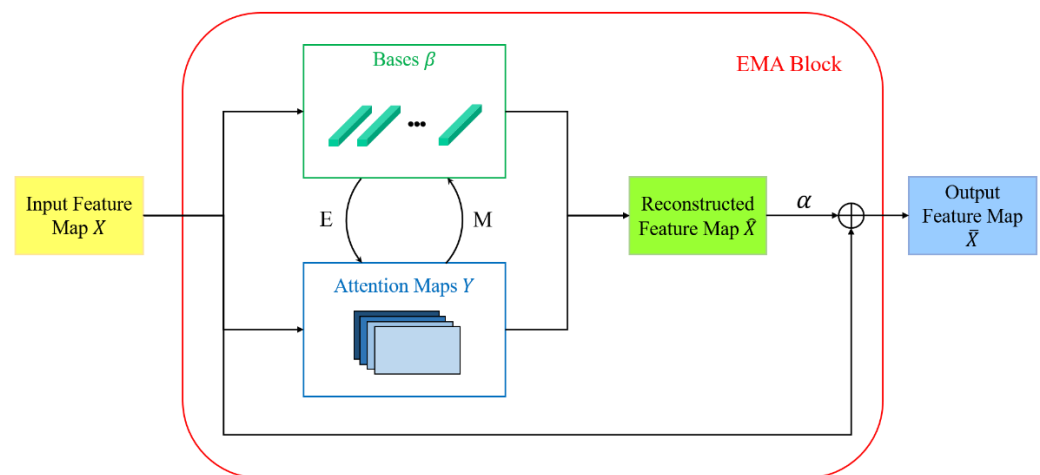 EMA Block
Bases β
Input Feature
Map X
E
M
Attention Maps Y
Reconstructed
Feature Map X̂
α
Output
Feature Map
X̄